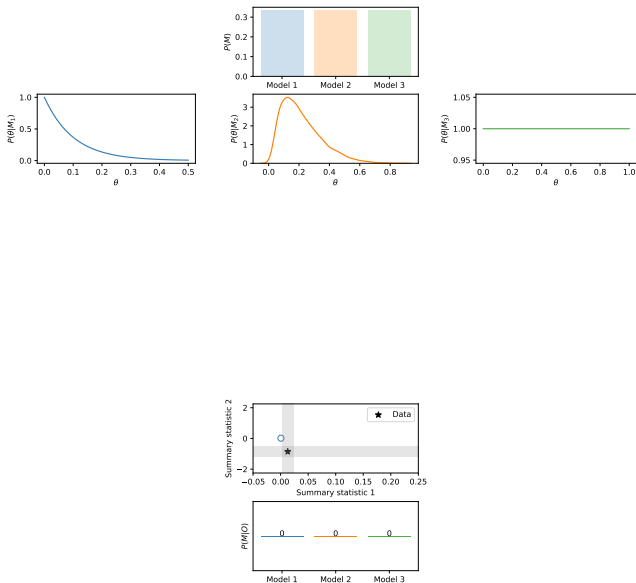 0.3
0.2
0.1
0.0
P(M)
Model 1 Model 2 Model 3
1.0
0.5
0.0
P(θ|M₁)
0.0 0.1 0.2 0.3 0.4 0.5
θ
3
2
1
0
P(θ|M₂)
0.0 0.2 0.4 0.6 0.8
θ
1.05
1.00
0.95
P(θ|M₃)
0.0 0.2 0.4 0.6 0.8 1.0
θ
2
0
−2
Summary statistic 2
Data
−0.05 0.00 0.05 0.10 0.15 0.20 0.25
Summary statistic 1
P(M|O)
0 0 0
Model 1 Model 2 Model 3